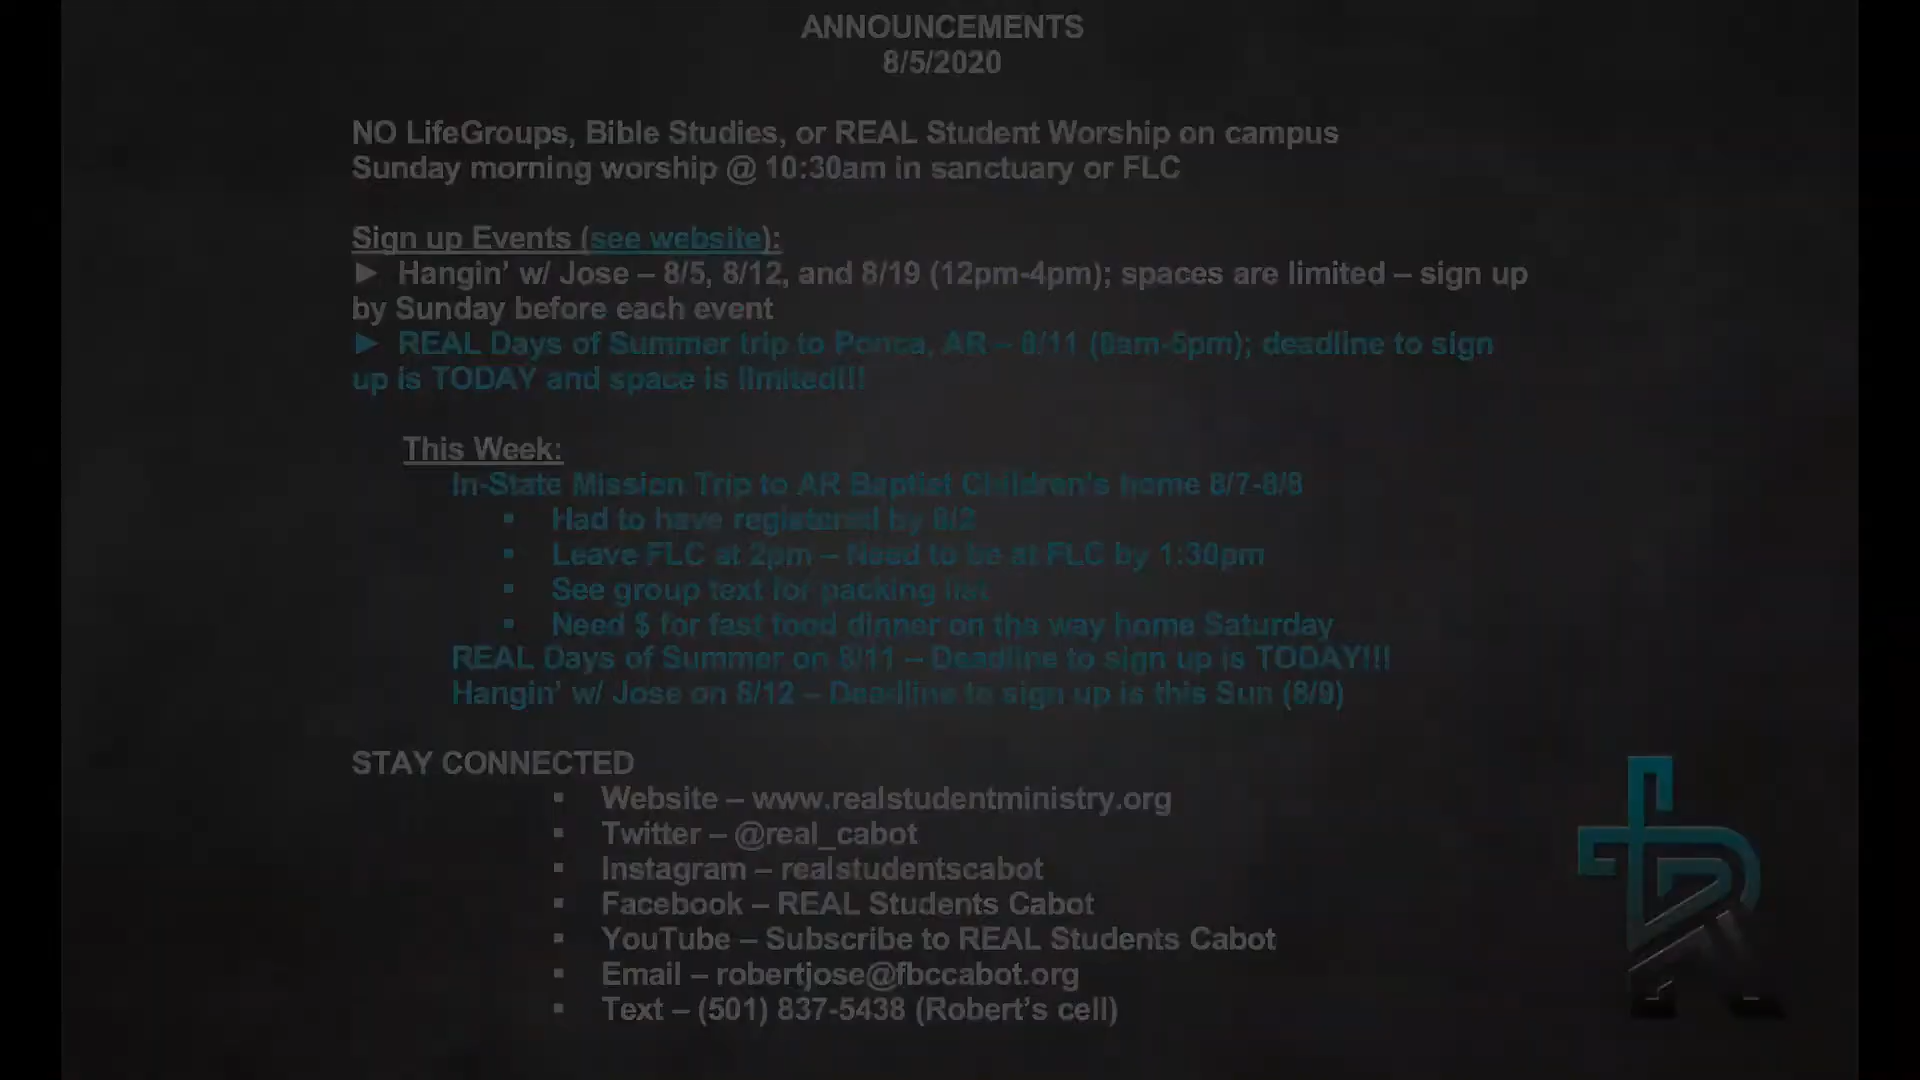 ANNOUNCEMENTS
8/5/2020
NO LifeGroups, Bible Studies, or REAL Student Worship on campus
Sunday morning worship @ 10:30am in sanctuary or FLC
Sign up Events (see website):
► Hangin’ w/ Jose – 8/5, 8/12, and 8/19 (12pm-4pm); spaces are limited – sign up
by Sunday before each event
► REAL Days of Summer trip to Ponca, AR – 8/11 (8am-5pm); deadline to sign
up is TODAY and space is limited!!!
This Week:
In-State Mission Trip to AR Baptist Children’s home 8/7-8/8
▪ Had to have registered by 8/2
▪ Leave FLC at 2pm – Need to be at FLC by 1:30pm
▪ See group text for packing list
▪ Need $ for fast food dinner on the way home Saturday
REAL Days of Summer on 8/11 – Deadline to sign up is TODAY!!!
Hangin’ w/ Jose on 8/12 – Deadline to sign up is this Sun (8/9)
STAY CONNECTED
▪ Website – www.realstudentministry.org
▪ Twitter – @real_cabot
▪ Instagram – realstudentscabot
▪ Facebook – REAL Students Cabot
▪ YouTube – Subscribe to REAL Students Cabot
▪ Email – robertjose@fbccabot.org
▪ Text – (501) 837-5438 (Robert’s cell)